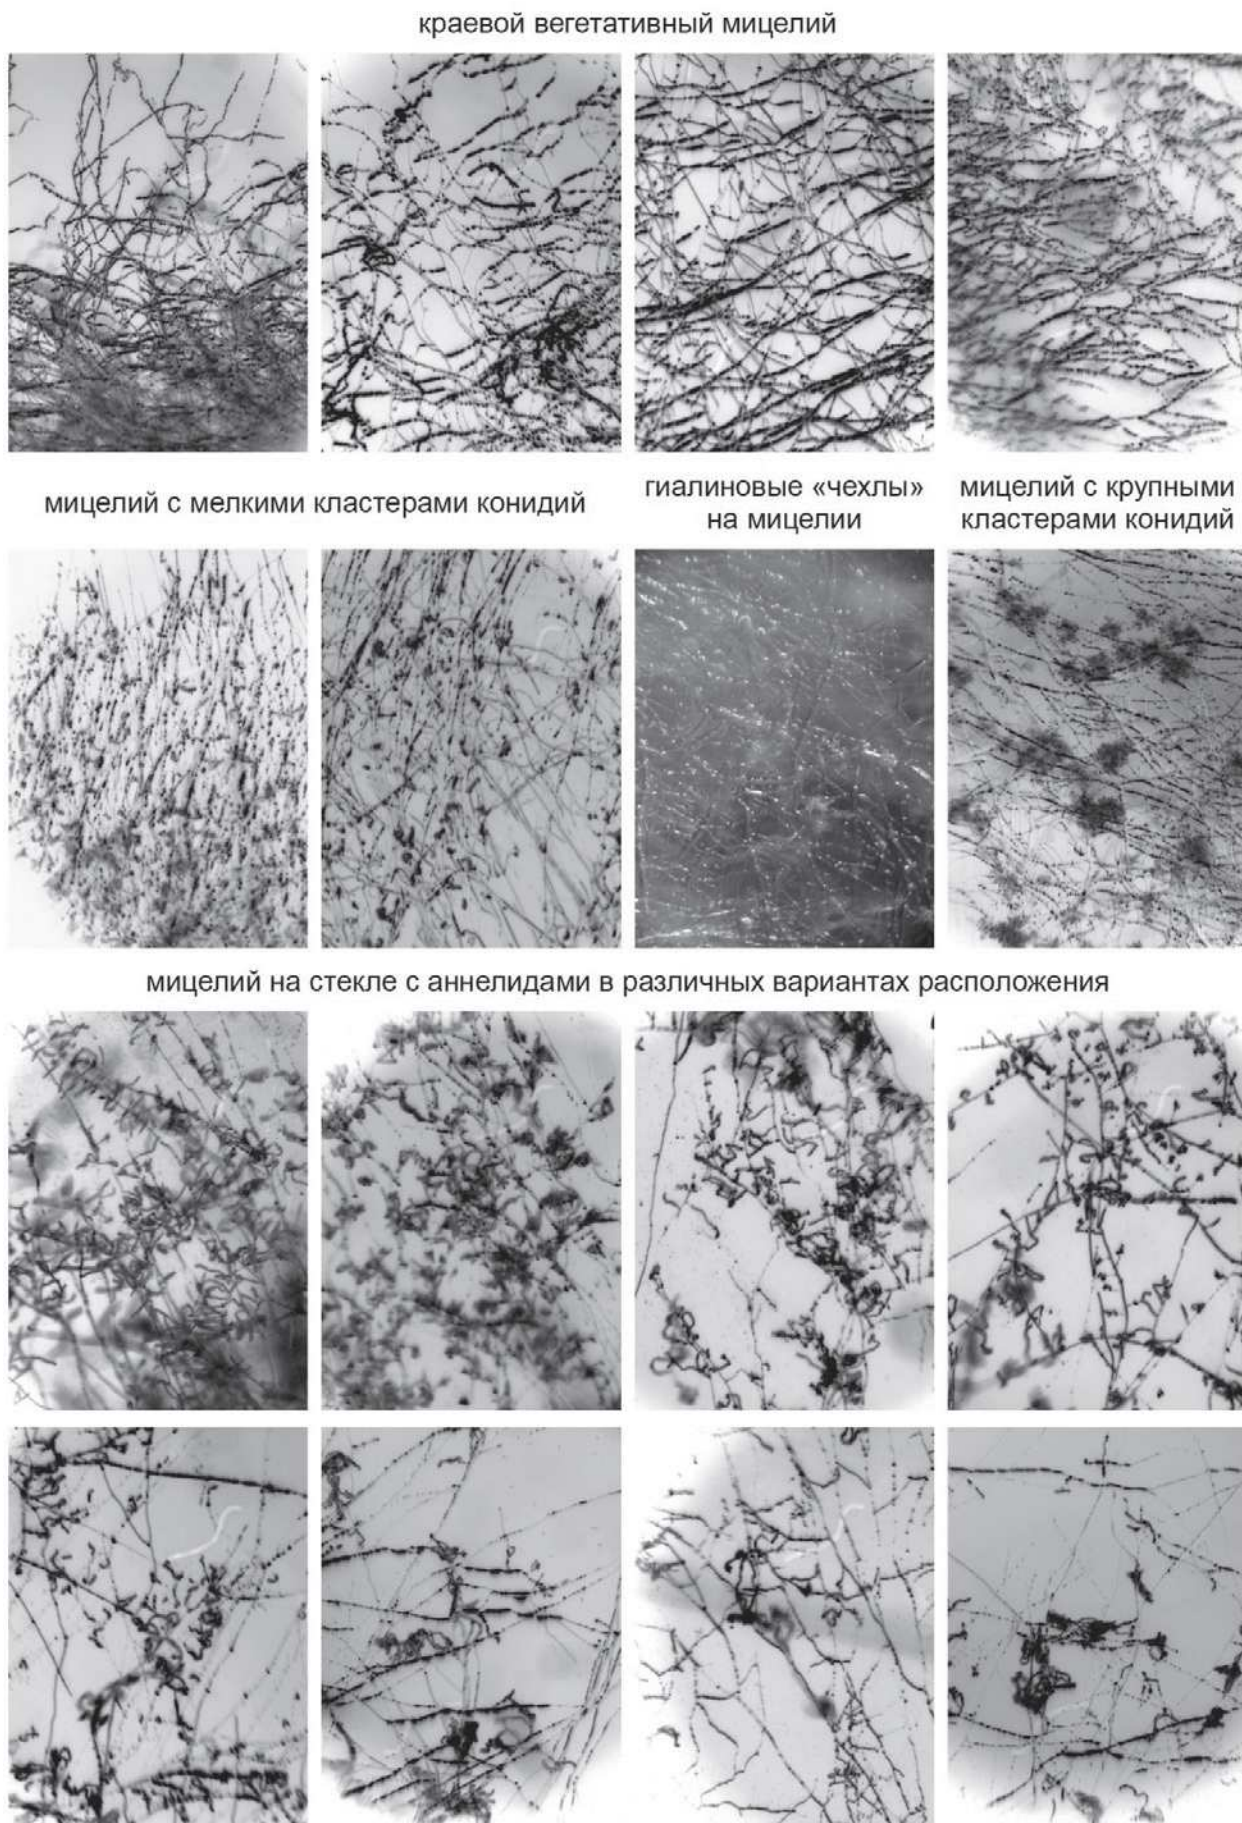 краевой вегетативный мицелий
мицелий с мелкими кластерами конидий
гиалиновые «чехлы»
на мицелии
мицелий с крупными
кластерами конидий
мицелий на стекле с аннелидами в различных вариантах расположения